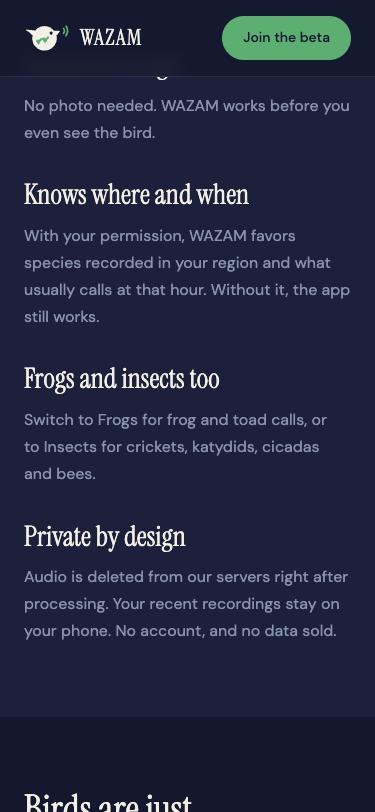 WAZAM
Join the beta
No photo needed. WAZAM works before you
even see the bird.
Knows where and when
With your permission, WAZAM favors
species recorded in your region and what
usually calls at that hour. Without it, the app
still works.
Frogs and insects too
Switch to Frogs for frog and toad calls, or
to Insects for crickets, katydids, cicadas
and bees.
Private by design
Audio is deleted from our servers right after
processing. Your recent recordings stay on
your phone. No account, and no data sold.
Birds are just